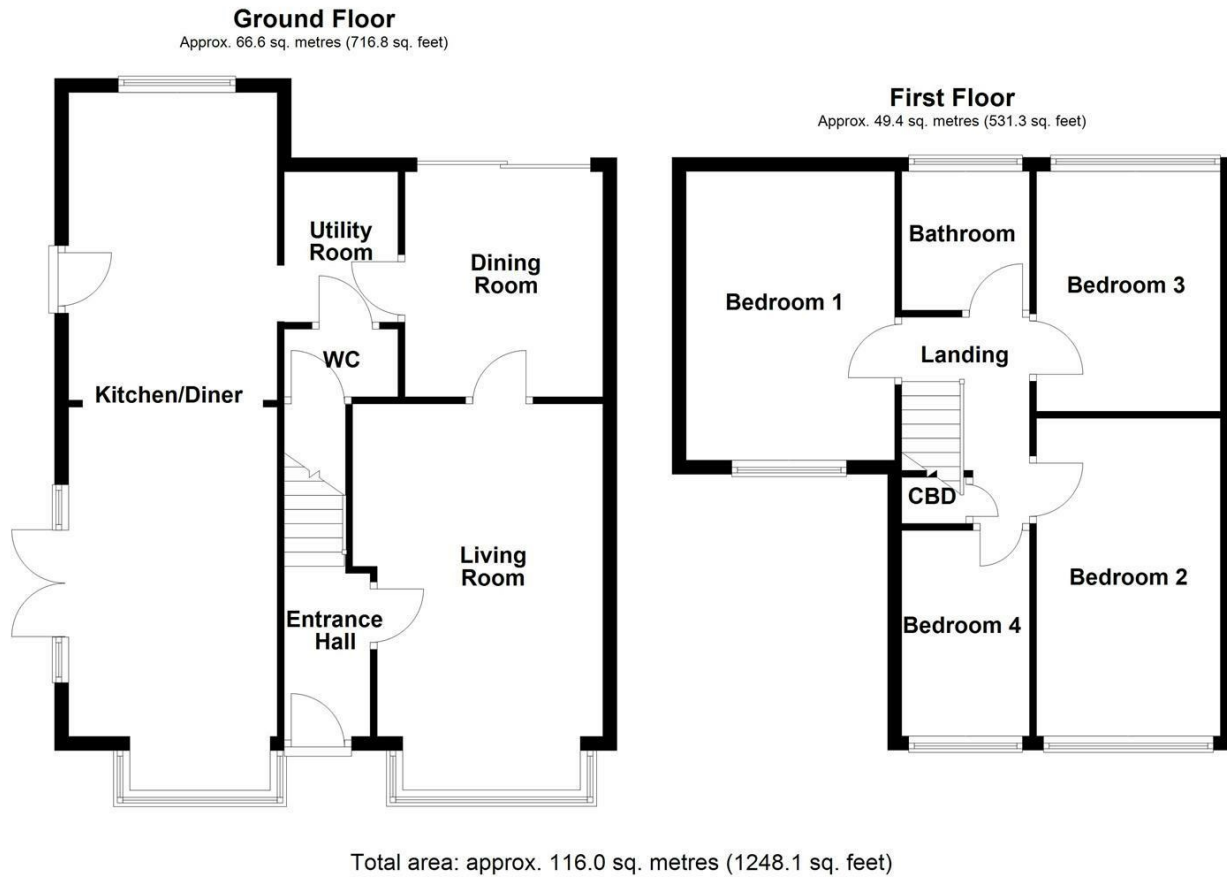 Ground Floor
Approx. 66.6 sq. metres (716.8 sq. feet)
Utility
Room
Dining
Room
WC
Kitchen/Diner
Living
Room
Entrance
Hall
First Floor
Approx. 49.4 sq. metres (531.3 sq. feet)
Bathroom
Bedroom 1
Bedroom 3
Landing
CBD
Bedroom 2
Bedroom 4
Total area: approx. 116.0 sq. metres (1248.1 sq. feet)